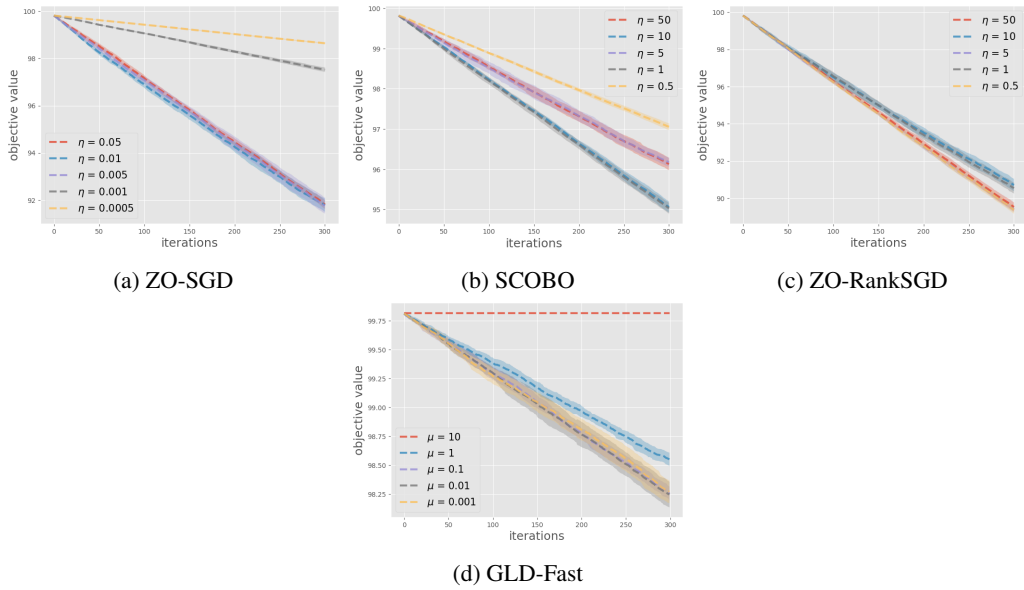 100
98
96
94
92
0
50
100
150
200
250
300
objective value
iterations
η = 0.05
η = 0.01
η = 0.005
η = 0.001
η = 0.0005
(a) ZO-SGD
100
99
98
97
96
95
0
50
100
150
200
250
300
objective value
iterations
η = 50
η = 10
η = 5
η = 1
η = 0.5
(b) SCOBO
100
98
96
94
92
90
0
50
100
150
200
250
300
objective value
iterations
η = 50
η = 10
η = 5
η = 1
η = 0.5
(c) ZO-RankSGD
99.75
99.50
99.25
99.00
98.75
98.50
98.25
0
50
100
150
200
250
300
objective value
iterations
μ = 10
μ = 1
μ = 0.1
μ = 0.01
μ = 0.001
(d) GLD-Fast